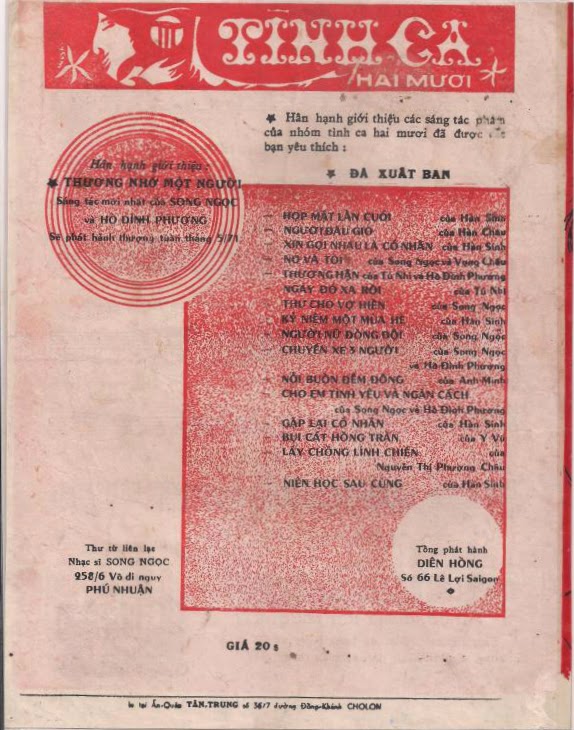 TÌNH CA
HAI MƯƠI
★ Hân hạnh giới thiệu các sáng tác phẩm
của nhóm tình ca hai mươi đã được các
bạn yêu thích :
Hân hạnh giới thiệu :
★ THƯƠNG NHỚ MỘT NGƯỜI
Sáng tác mới nhất của SONG NGỌC
và HỒ ĐÌNH PHƯƠNG
Sẽ phát hành thượng tuần tháng 5/71
★ ĐÃ XUẤT BẢN
— HỌP MẶT LẦN CUỐI của Hàn Sinh
— NGƯỜI ĐẦU GIÓ của Hàn Châu
— XIN GỌI NHAU LÀ CỐ NHÂN của Hàn Sinh
— NÓ VÀ TÔI của Song Ngọc và Vọng Châu
— THƯƠNG HẬN của Tú Nhi và Hồ Đình Phương
— NGÀY ĐÓ XA RỒI của Tú Nhi
— THƯ CHO VỢ HIỀN của Song Ngọc
— KỶ NIỆM MỘT MÙA HÈ của Hàn Sinh
— NGƯỜI NỮ ĐỒNG ĐỘI của Song Ngọc
— CHUYẾN XE 3 NGƯỜI của Song Ngọc
và Hồ Đình Phương
— NỖI BUỒN ĐÊM ĐÔNG của Anh Minh
— CHO EM TÌNH YÊU VÀ NGĂN CÁCH
của Song Ngọc và Hồ Đình Phương
— GẶP LẠI CỐ NHÂN của Hàn Sinh
— BỤI CÁT HỒNG TRẦN của Y Vũ
— LẤY CHỒNG LÍNH CHIẾN của
Nguyễn Thị Phương Châu
— NIÊN HỌC SAU CÙNG của Hàn Sinh
Thư từ liên lạc
Nhạc sĩ SONG NGỌC
258/6 Võ di nguy
PHÚ NHUẬN
Tổng phát hành
DIÊN HỒNG
Số 66 Lê Lợi Saigon
GIÁ 20$
In tại Ấn-Quán TÂN-TRUNG số 36/7 đường Đồng-Khánh CHOLON